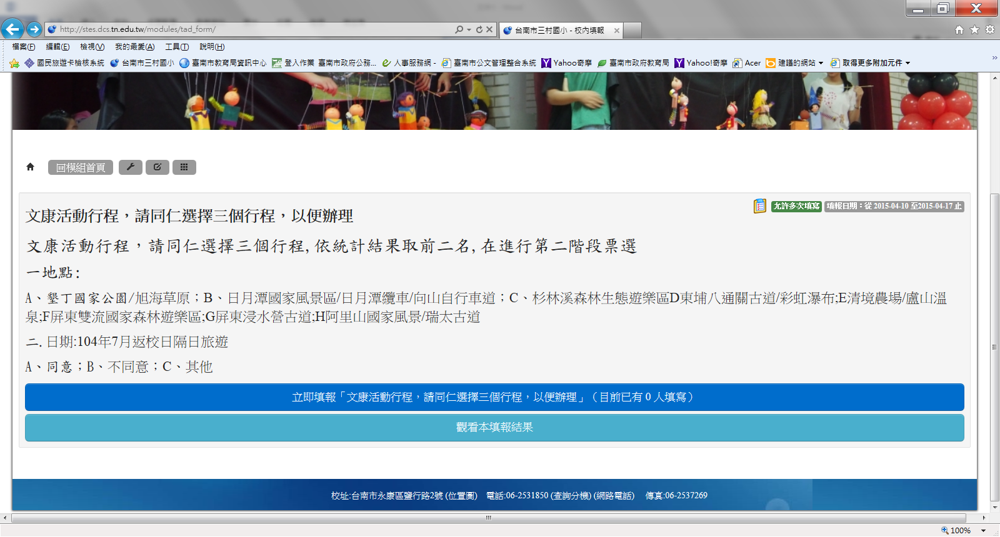 http://stes.dcs.tn.edu.tw/modules/tad_form/
台南市三村國小 - 校內填報
檔案(F) 編輯(E) 檢視(V) 我的最愛(A) 工具(T) 說明(H)
國民旅遊卡檢核系統 台南市三村國小 臺南市教育局資訊中心 登入作業 臺南市政府公務... 人事服務網 - 臺南市公文管理整合系統 Yahoo奇摩 臺南市政府教育局 Yahoo!奇摩 Acer 建議的網站 取得更多附加元件
回模組首頁
允許多次填寫 填報日期：從 2015-04-10 至2015-04-17 止
文康活動行程，請同仁選擇三個行程，以便辦理
文康活動行程，請同仁選擇三個行程, 依統計結果取前二名, 在進行第二階段票選
一地點:
A、墾丁國家公園/旭海草原；B、日月潭國家風景區/日月潭纜車/向山自行車道；C、杉林溪森林生態遊樂區D東埔八通關古道/彩虹瀑布;E清境農場/盧山溫
泉;F屏東雙流國家森林遊樂區;G屏東浸水營古道;H阿里山國家風景/瑞太古道
二. 日期:104年7月返校日隔日旅遊
A、同意；B、不同意；C、其他
立即填報「文康活動行程，請同仁選擇三個行程，以便辦理」（目前已有 0 人填寫）
觀看本填報結果
校址:台南市永康區鹽行路2號 (位置圖) 電話:06-2531850 (查詢分機) (網路電話) 傳真:06-2537269
100%